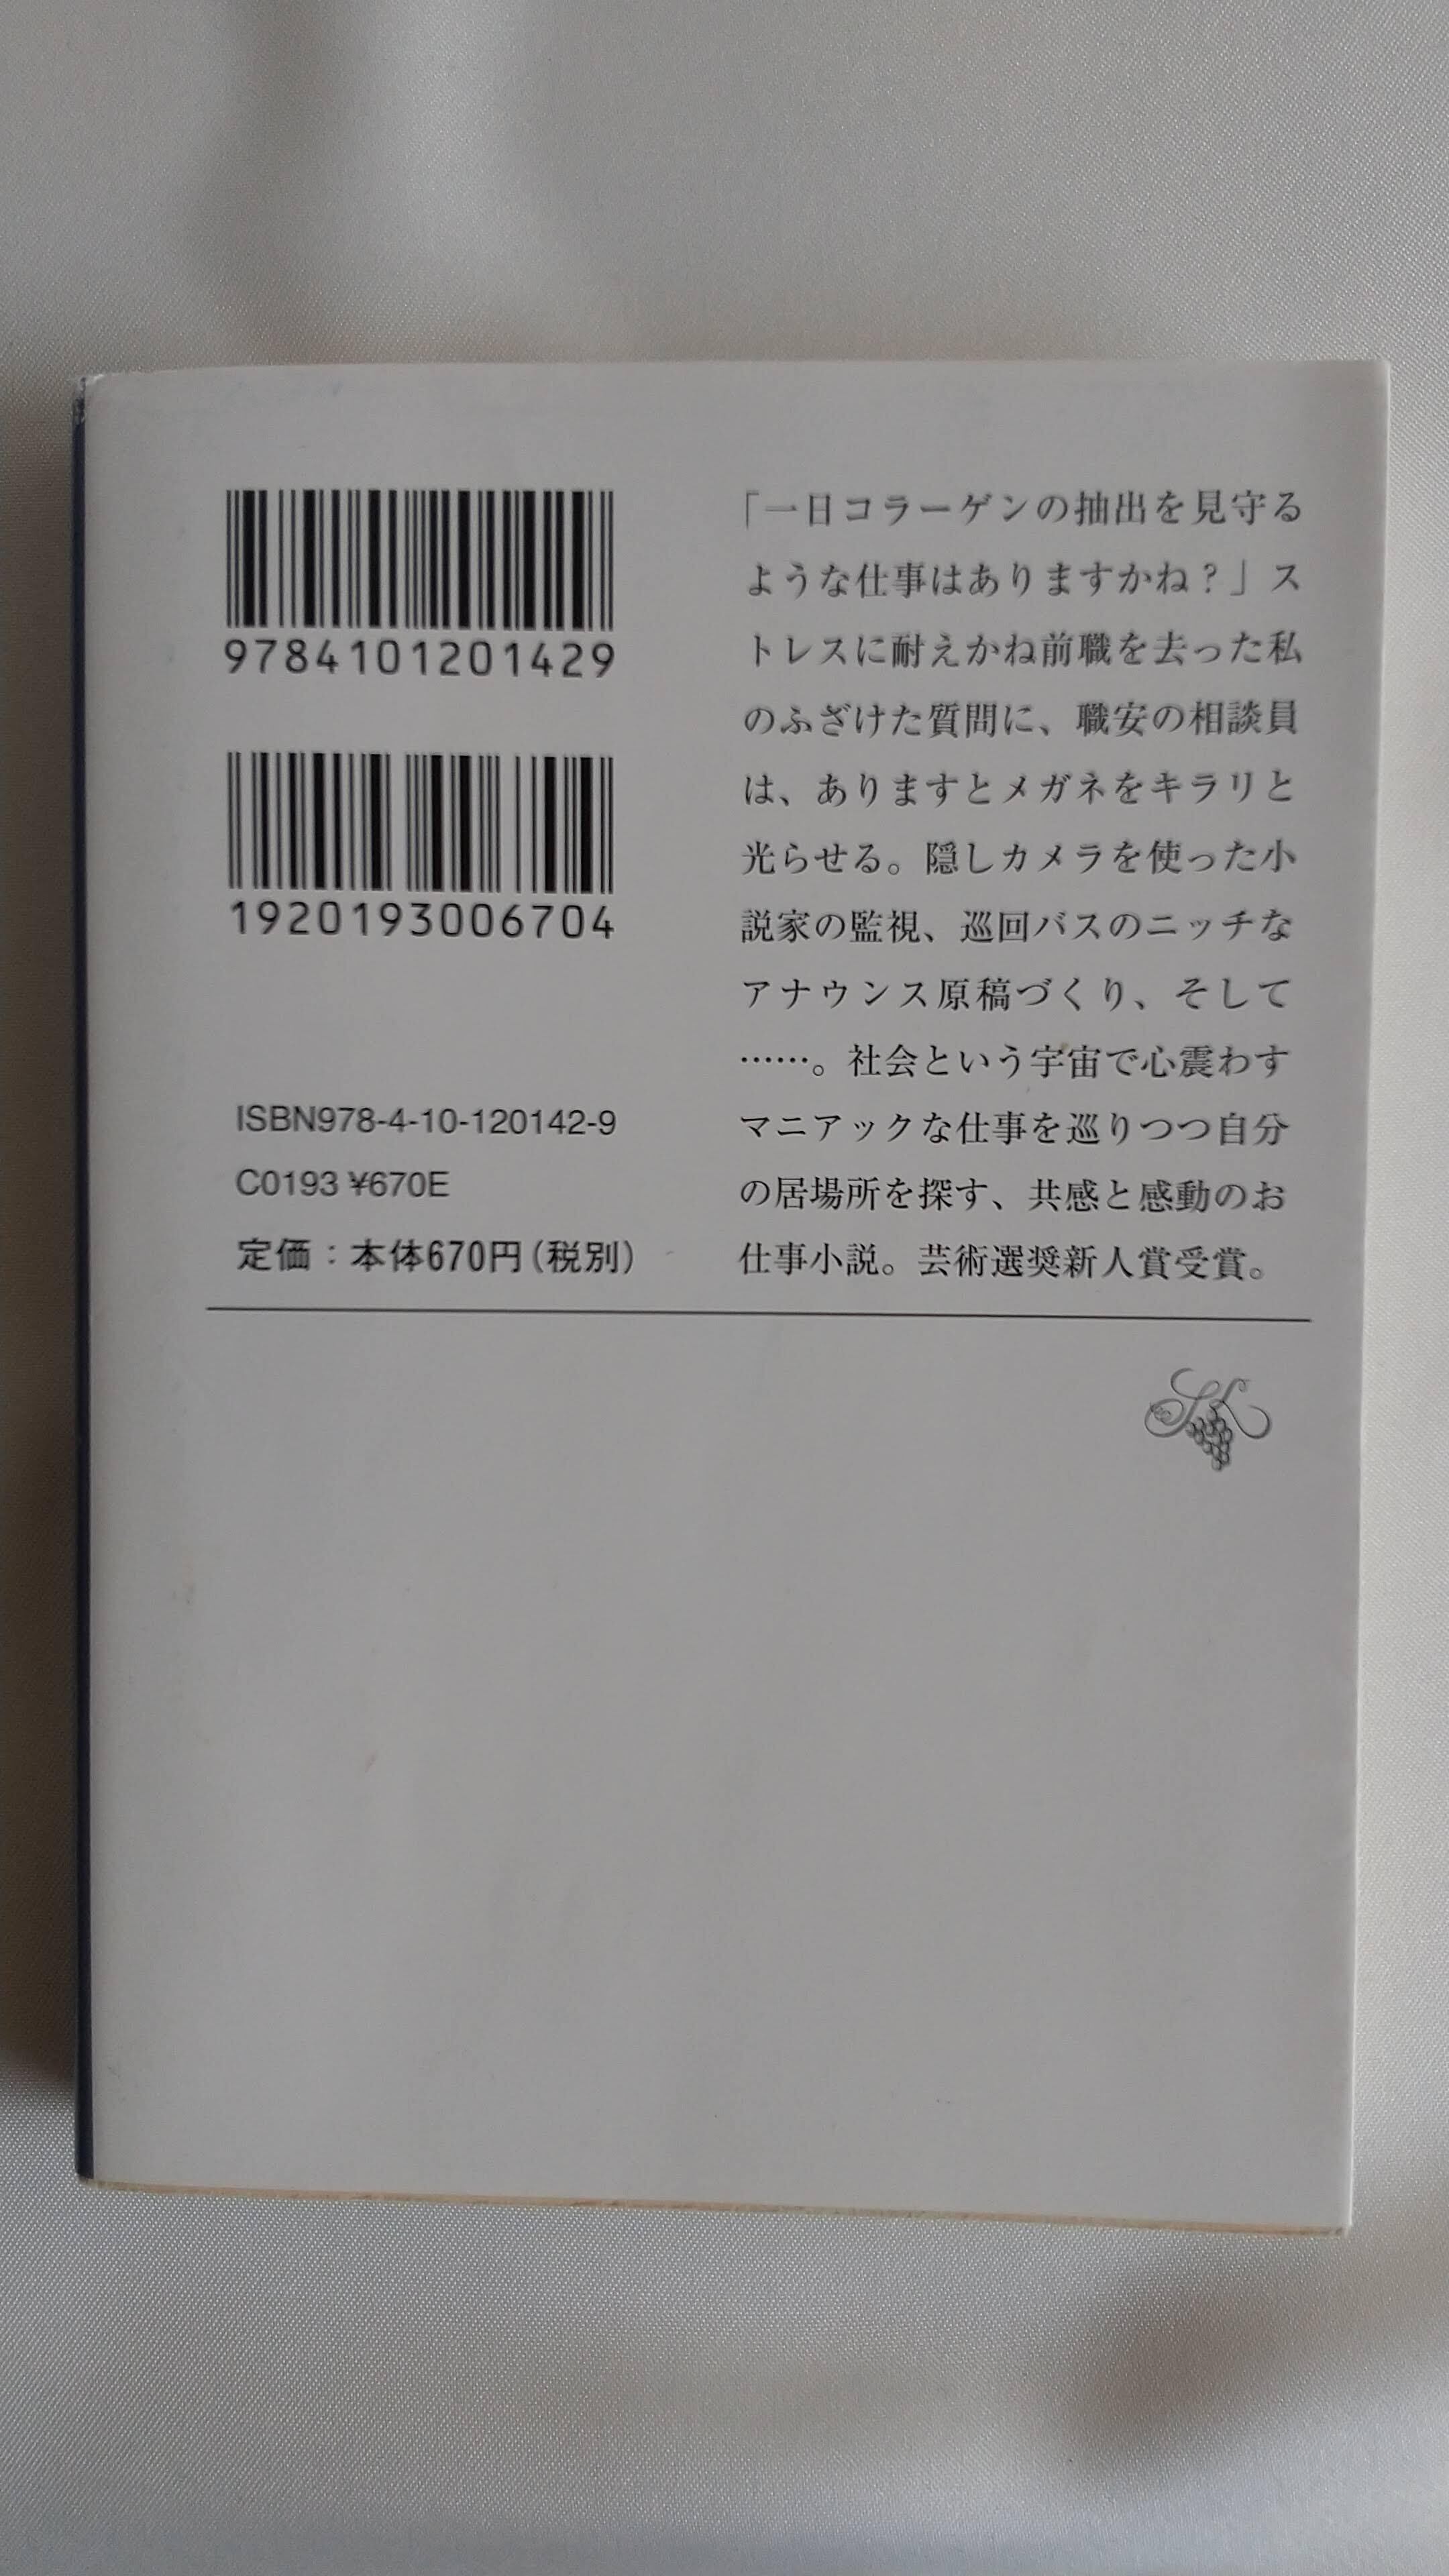 9784101201429
1920193006704
ISBN978-4-10-120142-9
C0193 ¥670E
定価：本体670円（税別）
「一日コラーゲンの抽出を見守る
ような仕事はありますかね？」ス
トレスに耐えかね前職を去った私
のふざけた質問に、職安の相談員
は、ありますとメガネをキラリと
光らせる。隠しカメラを使った小
説家の監視、巡回バスのニッチな
アナウンス原稿づくり、そして
……。社会という宇宙で心震わす
マニアックな仕事を巡りつつ自分
の居場所を探す、共感と感動のお
仕事小説。芸術選奨新人賞受賞。